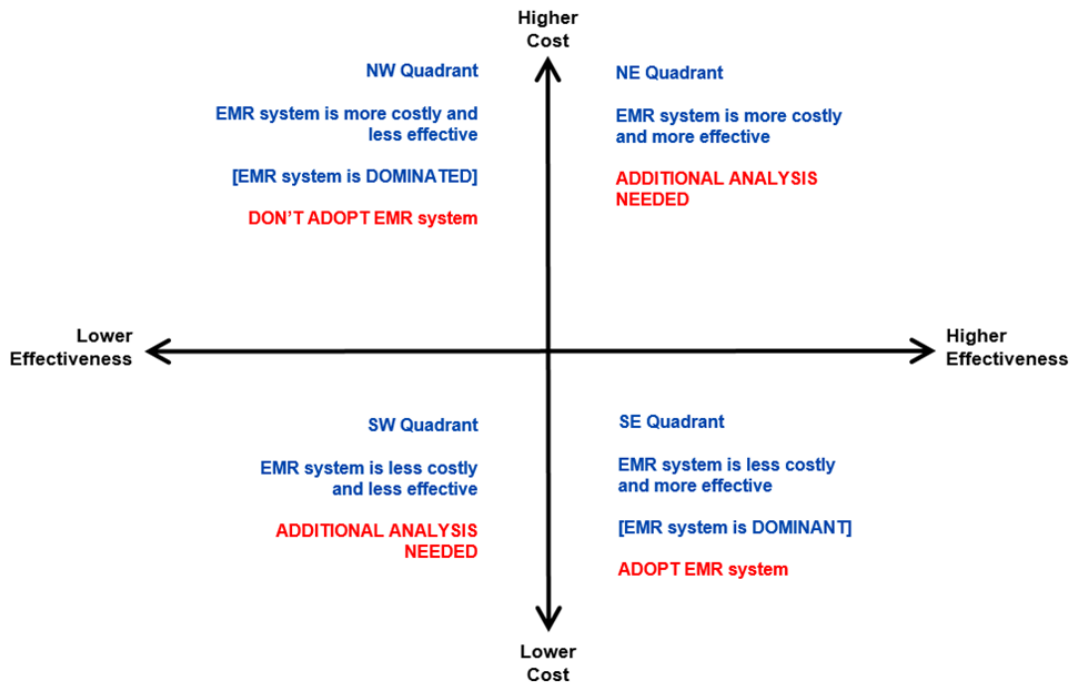 Higher
Cost
NW Quadrant
EMR system is more costly and
less effective
[EMR system is DOMINATED]
DON'T ADOPT EMR system
NE Quadrant
EMR system is more costly
and more effective
ADDITIONAL ANALYSIS
NEEDED
Lower
Effectiveness
Higher
Effectiveness
SW Quadrant
EMR system is less costly
and less effective
ADDITIONAL ANALYSIS
NEEDED
SE Quadrant
EMR system is less costly
and more effective
[EMR system is DOMINANT]
ADOPT EMR system
Lower
Cost